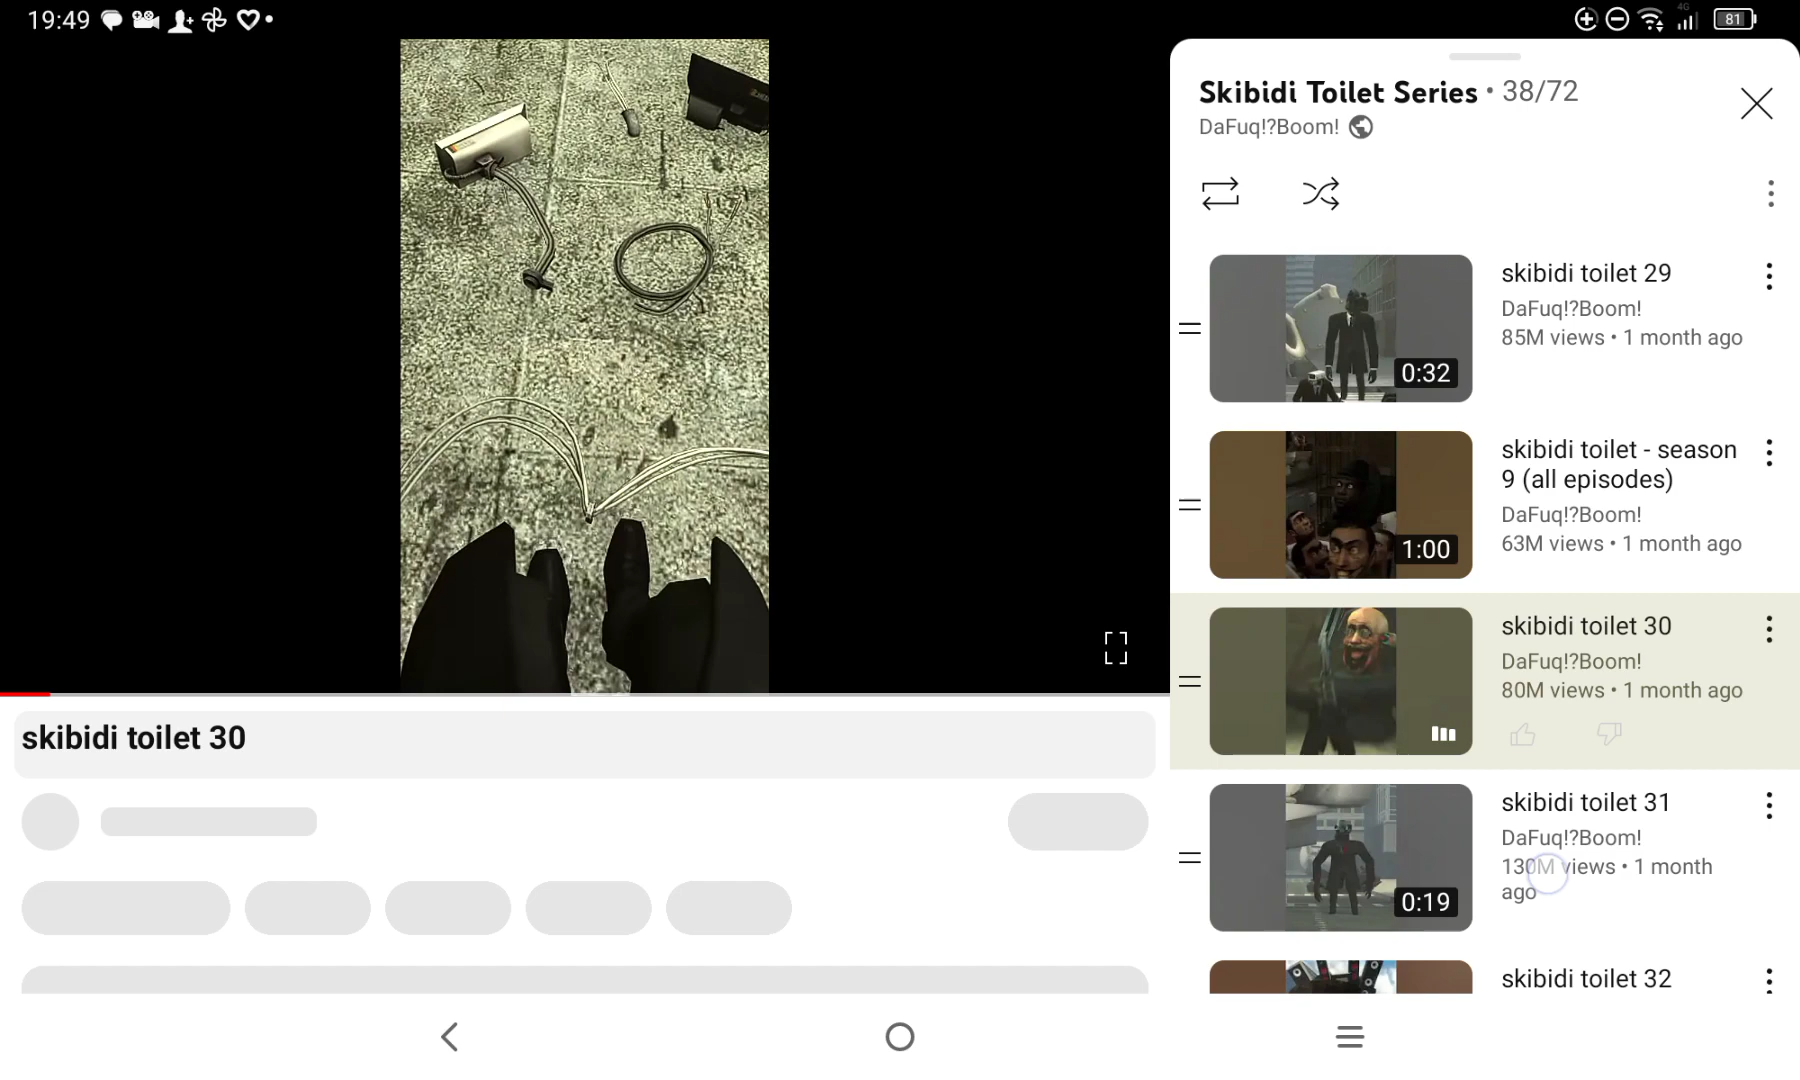 19:49
4G
81
Skibidi Toilet Series • 38/72
DaFuq!?Boom!
skibidi toilet 29
DaFuq!?Boom!
85M views • 1 month ago
0:32
skibidi toilet - season
9 (all episodes)
DaFuq!?Boom!
63M views • 1 month ago
1:00
skibidi toilet 30
DaFuq!?Boom!
80M views • 1 month ago
skibidi toilet 30
skibidi toilet 31
DaFuq!?Boom!
130M views • 1 month
ago
0:19
skibidi toilet 32